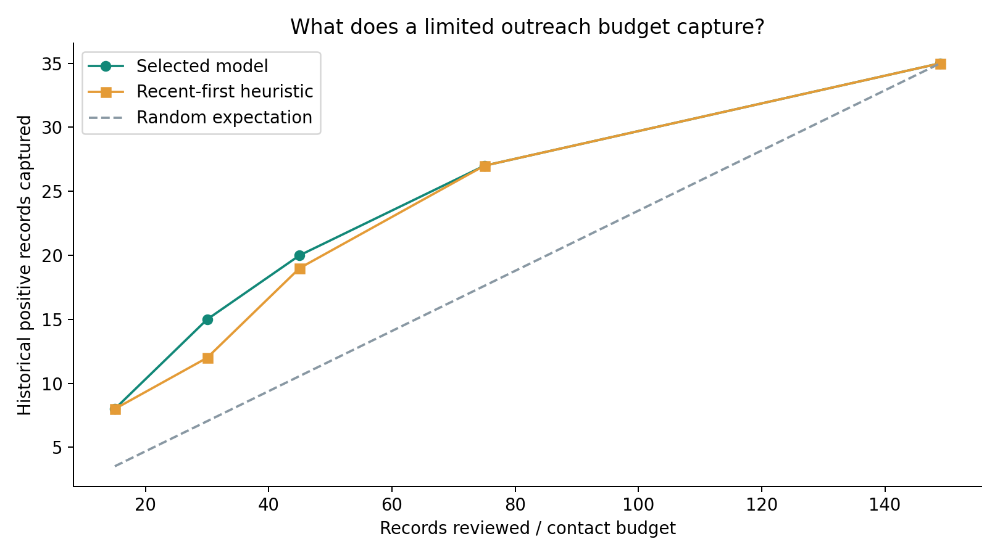 What does a limited outreach budget capture?
Selected model
Recent-first heuristic
Random expectation
Historical positive records captured
35
30
25
20
15
10
5
20 40 60 80 100 120 140
Records reviewed / contact budget